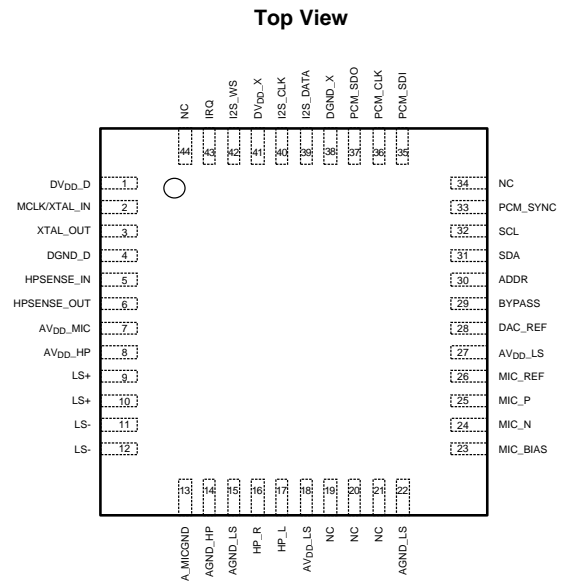 Top View
NC
IRQ
I2S_WS
DVDD_X
I2S_CLK
I2S_DATA
DGND_X
PCM_SDO
PCM_CLK
PCM_SDI
44
43
42
41
40
39
38
37
36
35
DVDD_D 1
MCLK/XTAL_IN 2
XTAL_OUT 3
DGND_D 4
HPSENSE_IN 5
HPSENSE_OUT 6
AVDD_MIC 7
AVDD_HP 8
LS+ 9
LS+ 10
LS- 11
LS- 12
34 NC
33 PCM_SYNC
32 SCL
31 SDA
30 ADDR
29 BYPASS
28 DAC_REF
27 AVDD_LS
26 MIC_REF
25 MIC_P
24 MIC_N
23 MIC_BIAS
13
14
15
16
17
18
19
20
21
22
A_MICGND
AGND_HP
AGND_LS
HP_R
HP_L
AVDD_LS
NC
NC
NC
AGND_LS